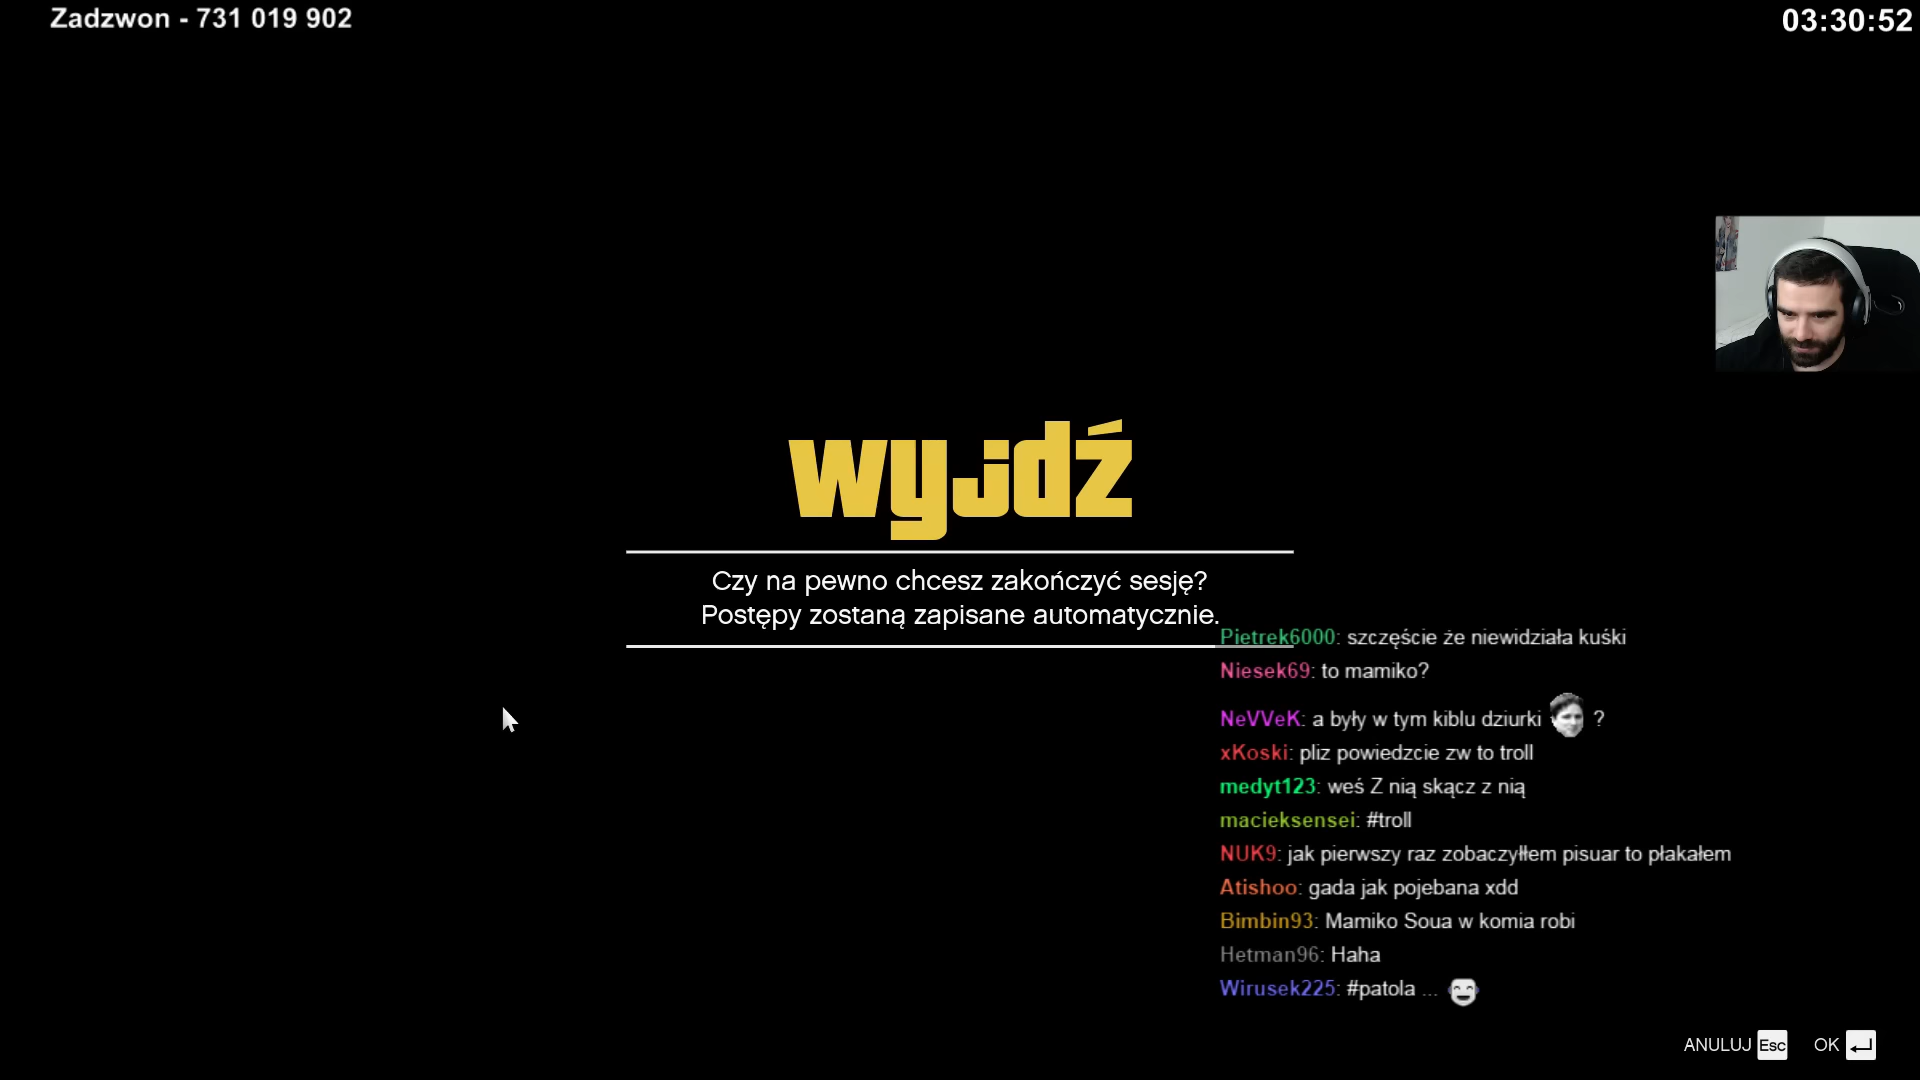 Zadzwon - 731 019 902
03:30:52
wyjdź
Czy na pewno chcesz zakończyć sesję?
Postępy zostaną zapisane automatycznie.
Pietrek6000: szczęście że niewidziała kuśki
Niesek69: to mamiko?
NeVVeK: a były w tym kiblu dziurki ?
xKoski: pliz powiedzcie zw to troll
medyt123: weś Z nią skącz z nią
macieksensei: #troll
NUK9: jak pierwszy raz zobaczyłłem pisuar to płakałem
Atishoo: gada jak pojebana xdd
Bimbin93: Mamiko Soua w komia robi
Hetman96: Haha
Wirusek225: #patola ...
ANULUJ Esc OK